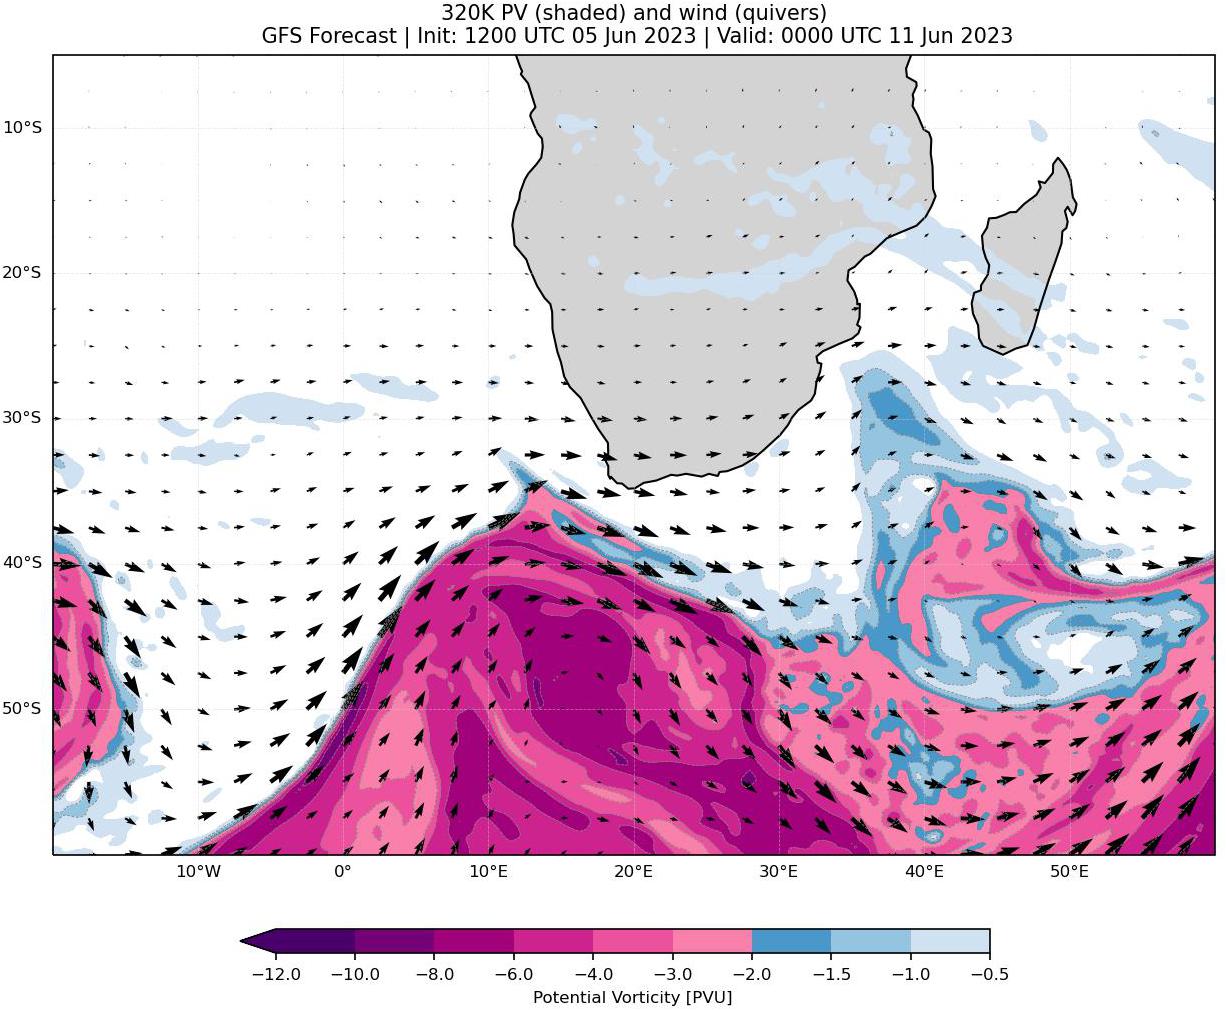 320K PV (shaded) and wind (quivers)
GFS Forecast | Init: 1200 UTC 05 Jun 2023 | Valid: 0000 UTC 11 Jun 2023
10°S
20°S
30°S
40°S
50°S
10°W 0° 10°E 20°E 30°E 40°E 50°E
−12.0 −10.0 −8.0 −6.0 −4.0 −3.0 −2.0 −1.5 −1.0 −0.5
Potential Vorticity [PVU]